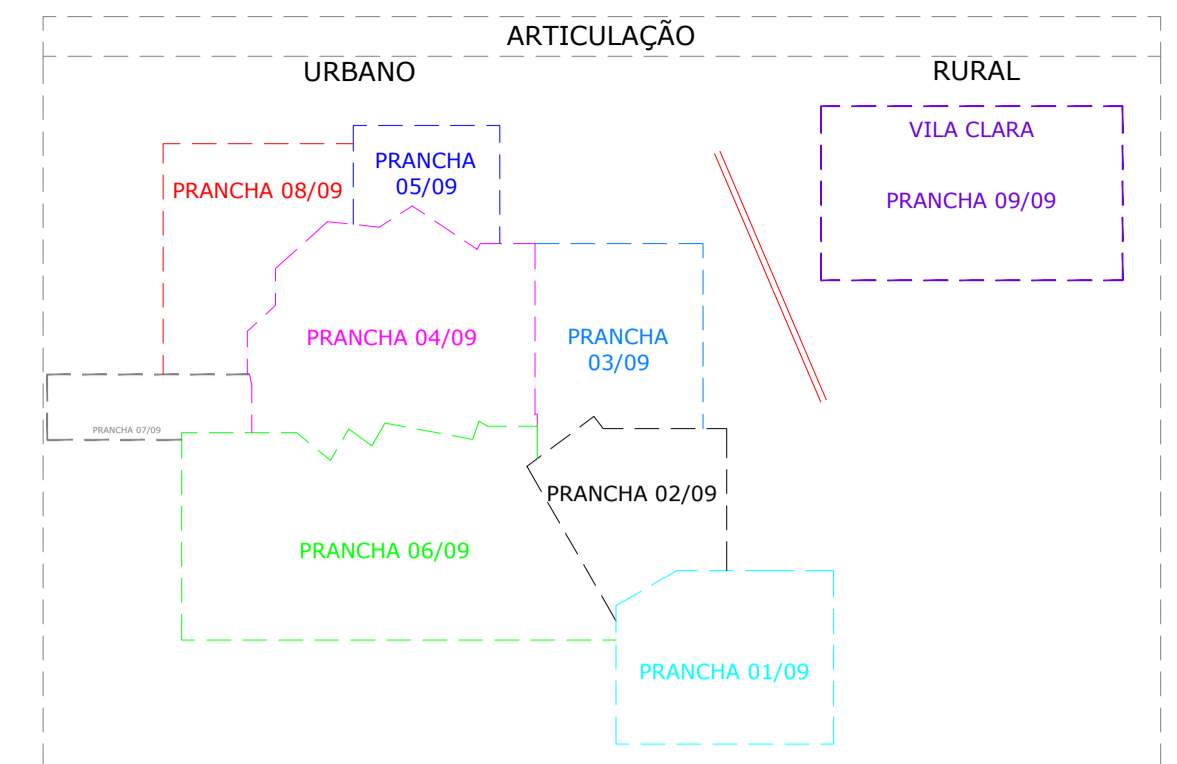 ARTICULAÇÃO
URBANO
RURAL
VILA CLARA
PRANCHA 09/09
PRANCHA
05/09
PRANCHA 08/09
PRANCHA 04/09
PRANCHA
03/09
PRANCHA 07/09
PRANCHA 02/09
PRANCHA 06/09
PRANCHA 01/09